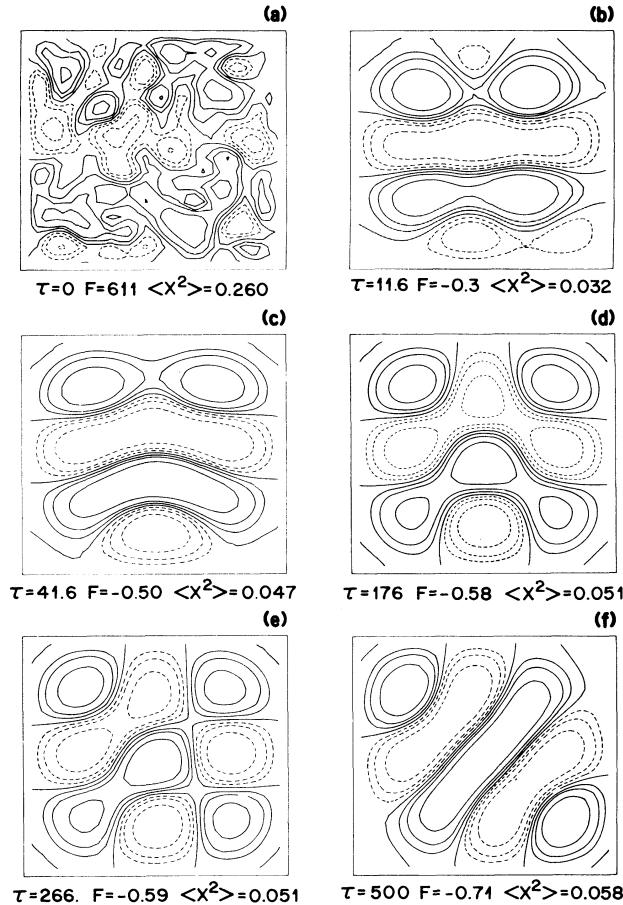 (a)
τ=0 F=611 <X²>=0.260
(b)
τ=11.6 F=-0.3 <X²>=0.032
(c)
τ=41.6 F=-0.50 <X²>=0.047
(d)
τ=176 F=-0.58 <X²>=0.051
(e)
τ=266. F=-0.59 <X²>=0.051
(f)
τ=500 F=-0.71 <X²>=0.058